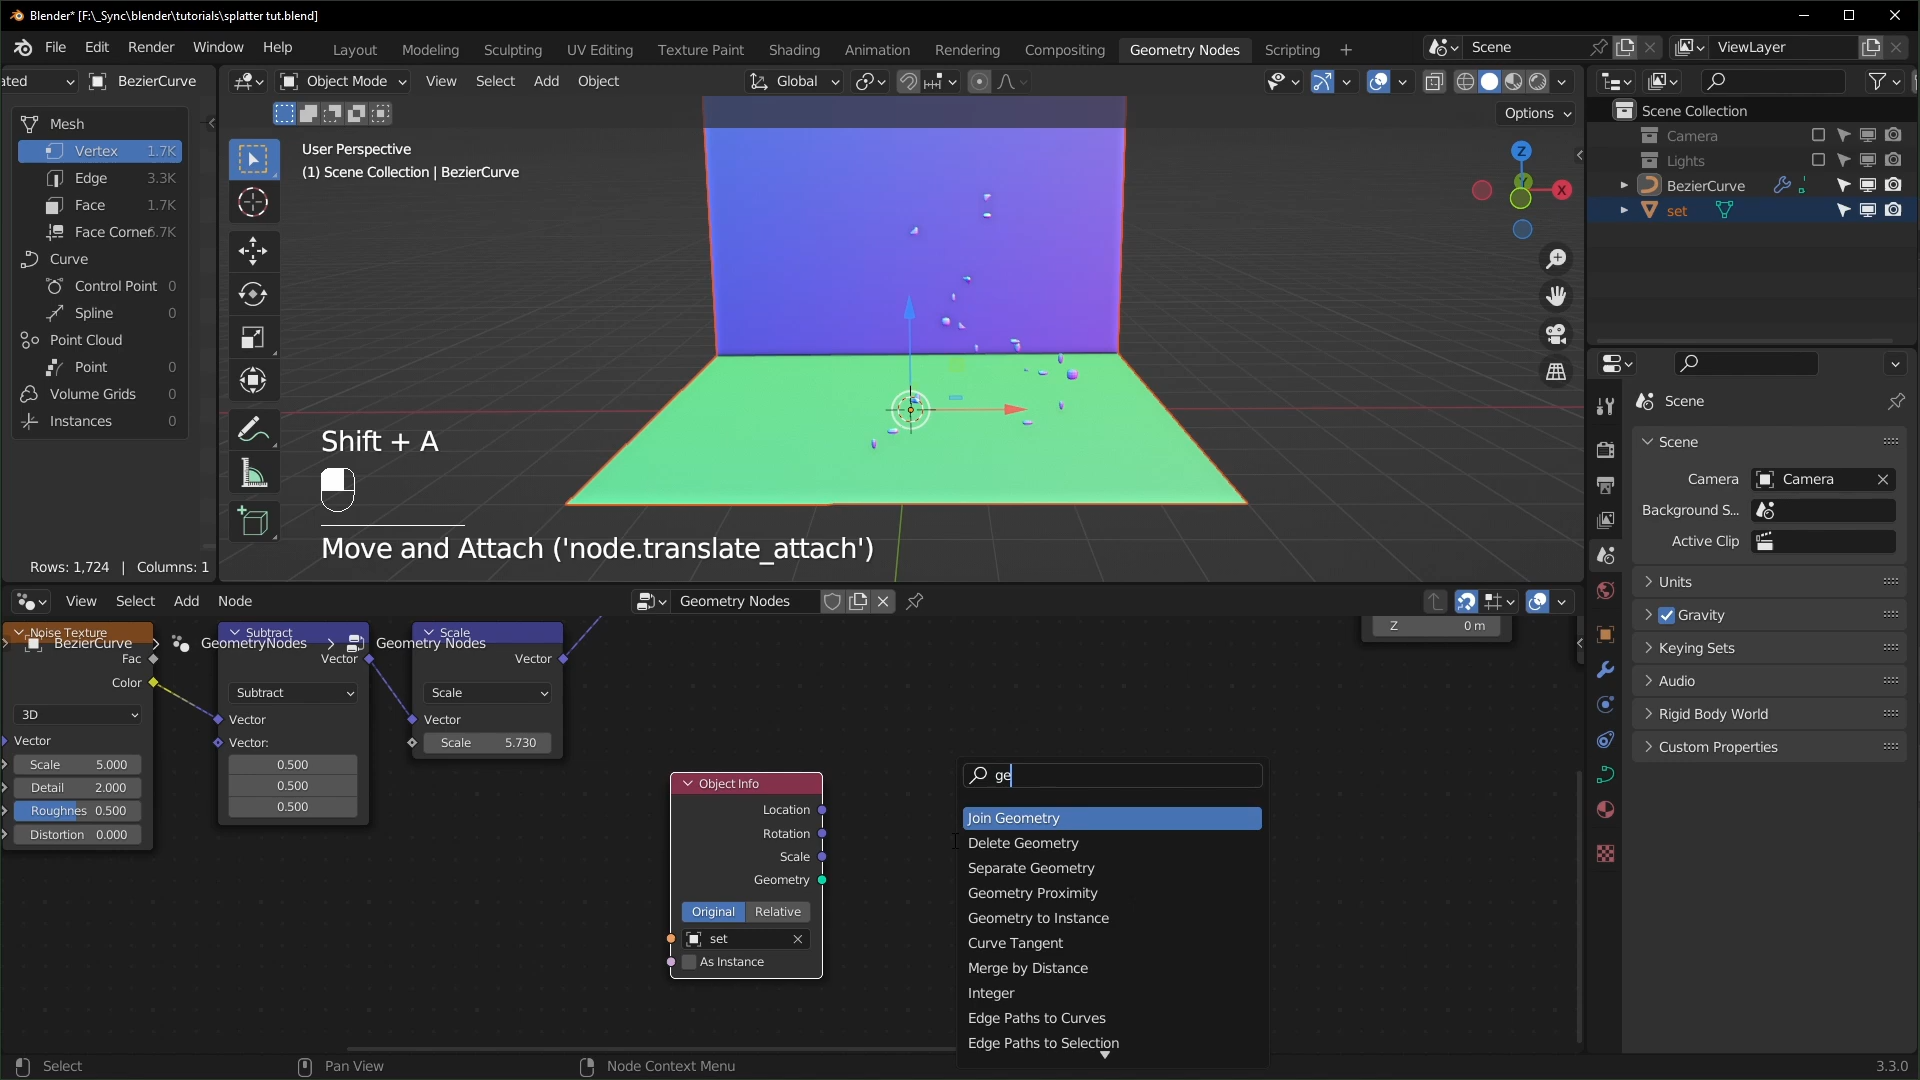 Blender* [F:\_Sync\blender\tutorials\splatter tut.blend]
File Edit Render Window Help
Layout Modeling Sculpting UV Editing Texture Paint Shading Animation Rendering Compositing Geometry Nodes Scripting +
Scene
ViewLayer
ated
BezierCurve
Object Mode View Select Add Object
Global
Options
Mesh
Vertex 1.7K
Edge 3.3K
Face 1.7K
Face Corne 6.7K
Curve
Control Point 0
Spline 0
Point Cloud
Point 0
Volume Grids 0
Instances 0
Rows: 1,724 | Columns: 1
User Perspective
(1) Scene Collection | BezierCurve
Z
Y
X
Shift + A
Move and Attach ('node.translate_attach')
Scene Collection
Camera
Lights
BezierCurve
set
Scene
Scene
Camera Camera
Background S...
Active Clip
Units
Gravity
Keying Sets
Audio
Rigid Body World
Custom Properties
View Select Add Node
Geometry Nodes
BezierCurve > GeometryNodes > Geometry Nodes
Noise Texture
Fac
Color
3D
Vector
Scale 5.000
Detail 2.000
Roughnes 0.500
Distortion 0.000
Subtract
Vector
Subtract
Vector
Vector:
0.500
0.500
0.500
Scale
Vector
Scale
Vector
Scale 5.730
Z 0 m
Object Info
Location
Rotation
Scale
Geometry
Original Relative
set
As Instance
ge
Join Geometry
Delete Geometry
Separate Geometry
Geometry Proximity
Geometry to Instance
Curve Tangent
Merge by Distance
Integer
Edge Paths to Curves
Edge Paths to Selection
Select
Pan View
Node Context Menu
3.3.0